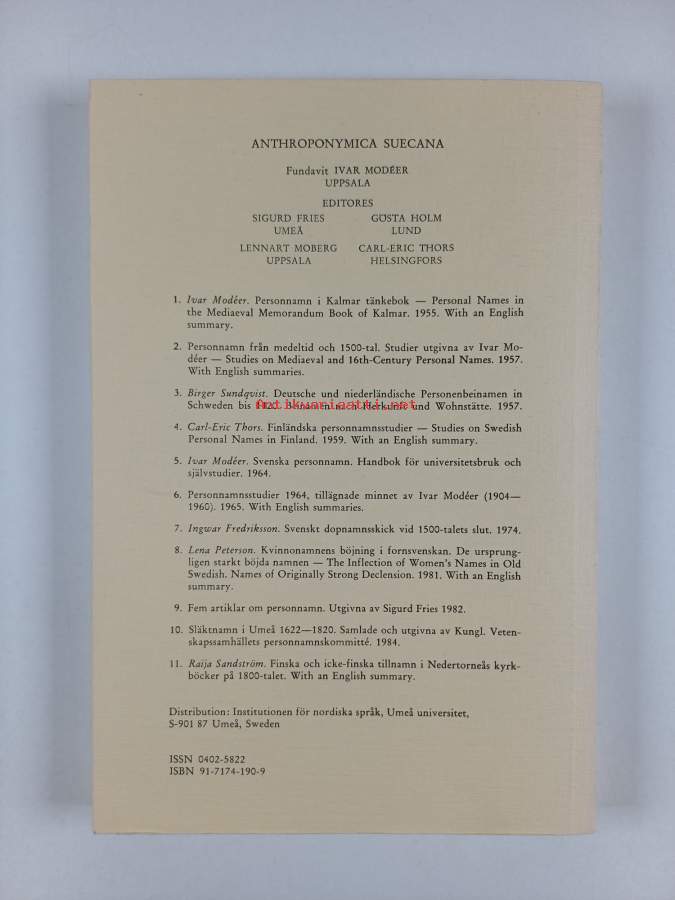 ANTHROPONYMICA SUECANA
Fundavit IVAR MODÉER
UPPSALA
EDITORES
SIGURD FRIES GÖSTA HOLM
UMEÅ LUND
LENNART MOBERG CARL-ERIC THORS
UPPSALA HELSINGFORS
1. Ivar Modéer. Personnamn i Kalmar tänkebok — Personal Names in
the Mediaeval Memorandum Book of Kalmar. 1955. With an English
summary.
2. Personnamn från medeltid och 1500-tal. Studier utgivna av Ivar Mo-
déer — Studies on Mediaeval and 16th-Century Personal Names. 1957.
With English summaries.
3. Birger Sundqvist. Deutsche und niederländische Personenbeinamen in
Schweden bis 1420. Beinamen nach Herkunft und Wohnstätte. 1957.
antikvariaatti.net
4. Carl-Eric Thors. Finländska personnamnsstudier — Studies on Swedish
Personal Names in Finland. 1959. With an English summary.
5. Ivar Modéer. Svenska personnamn. Handbok för universitetsbruk och
självstudier. 1964.
6. Personnamnsstudier 1964, tillägnade minnet av Ivar Modéer (1904—
1960). 1965. With English summaries.
7. Ingwar Fredriksson. Svenskt dopnamnsskick vid 1500-talets slut. 1974.
8. Lena Peterson. Kvinnonamnens böjning i fornsvenskan. De ursprung-
ligen starkt böjda namnen — The Inflection of Women's Names in Old
Swedish. Names of Originally Strong Declension. 1981. With an English
summary.
9. Fem artiklar om personnamn. Utgivna av Sigurd Fries 1982.
10. Släktnamn i Umeå 1622—1820. Samlade och utgivna av Kungl. Veten-
skapssamhällets personnamnskommitté. 1984.
11. Raija Sandström. Finska och icke-finska tillnamn i Nedertorneås kyrk-
böcker på 1800-talet. With an English summary.
Distribution: Institutionen för nordiska språk, Umeå universitet,
S-901 87 Umeå, Sweden
ISSN 0402-5822
ISBN 91-7174-190-9